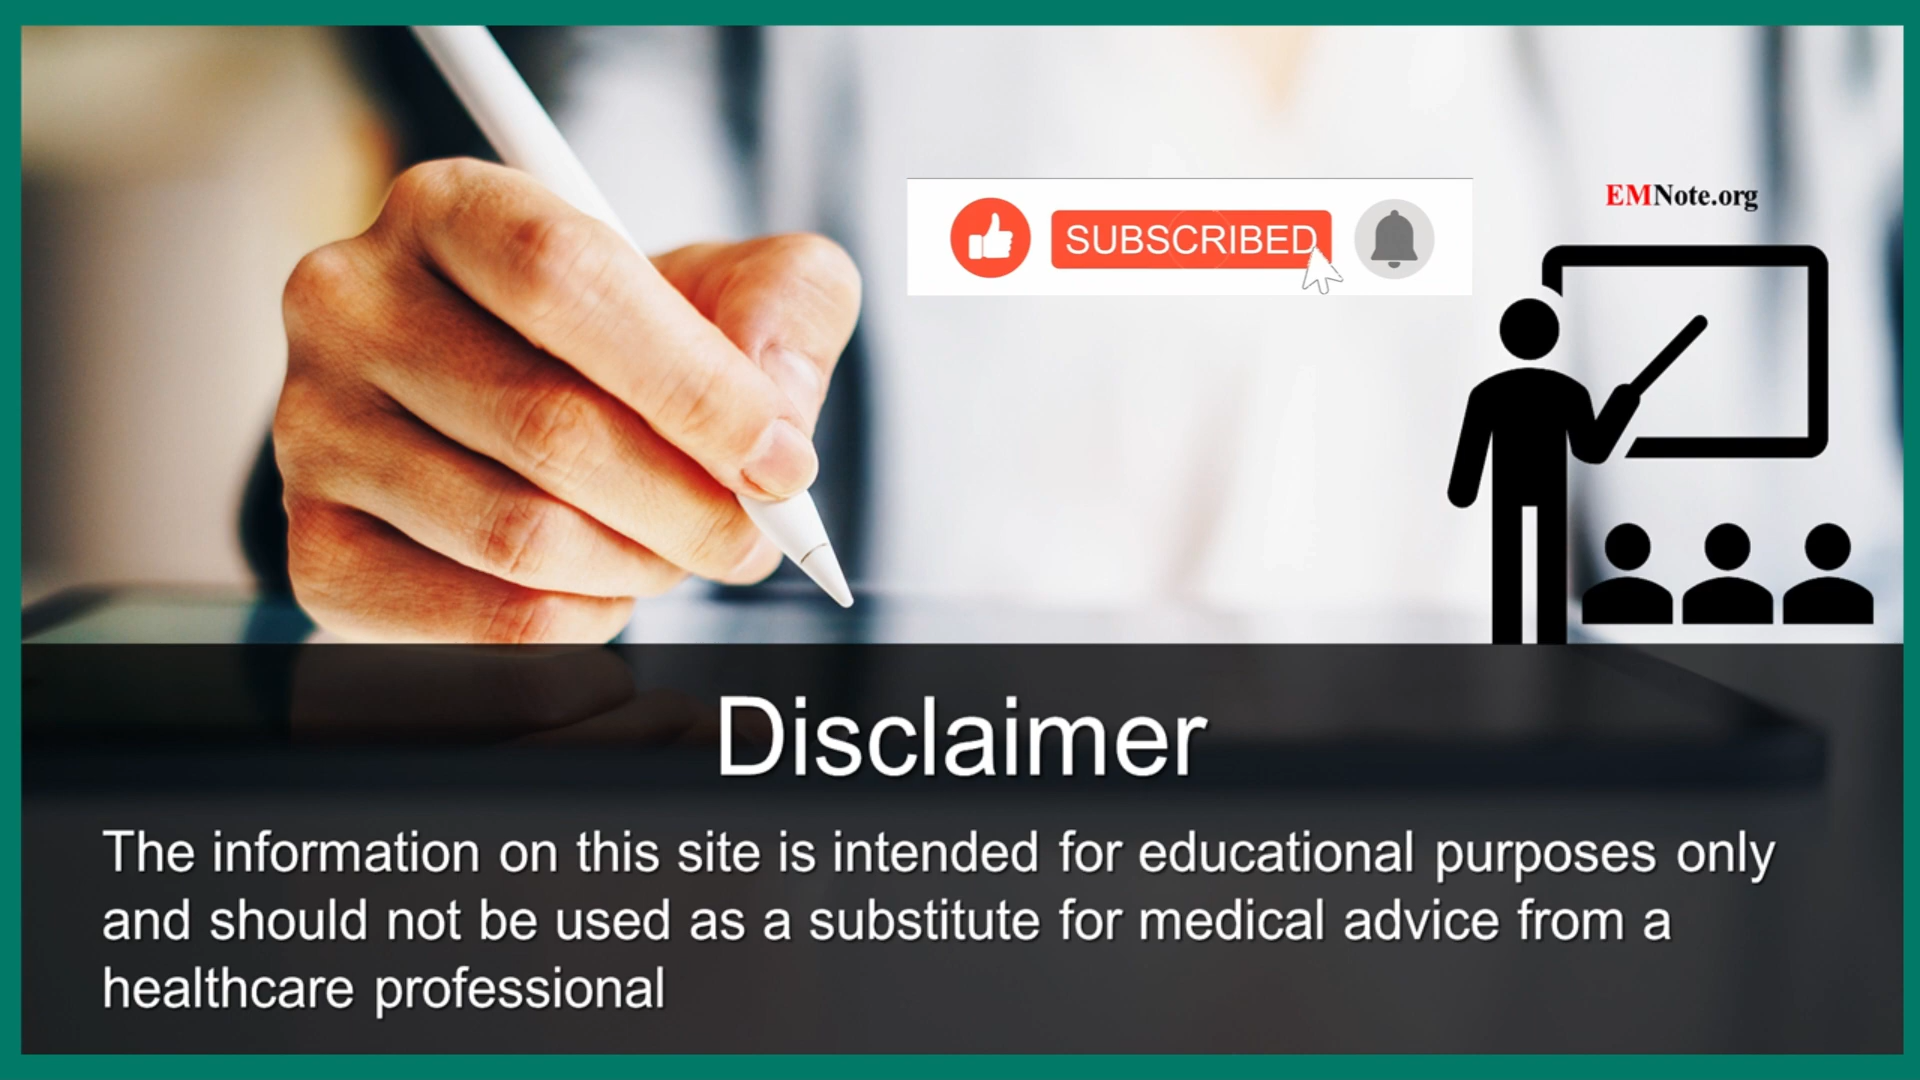 SUBSCRIBED
EMNote.org
Disclaimer
The information on this site is intended for educational purposes only
and should not be used as a substitute for medical advice from a
healthcare professional